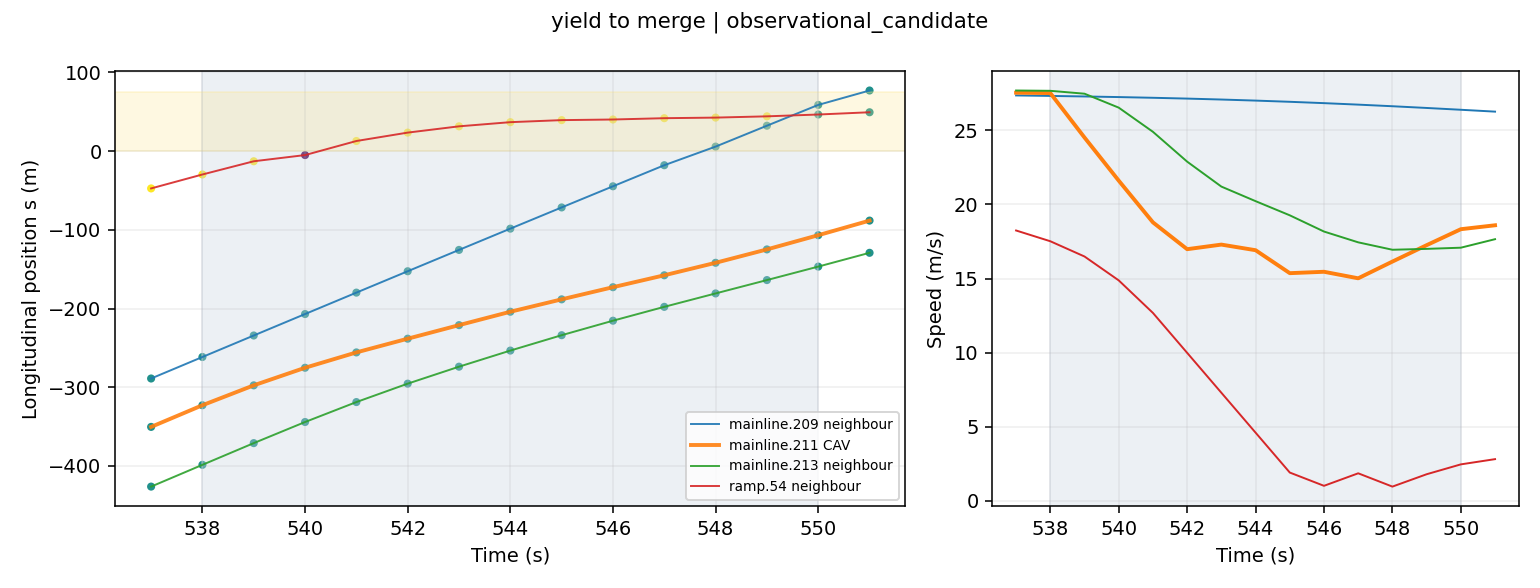 yield to merge | observational_candidate
Longitudinal position s (m)
100
0
−100
−200
−300
−400
538
540
542
544
546
548
550
Time (s)
mainline.209 neighbour
mainline.211 CAV
mainline.213 neighbour
ramp.54 neighbour
Speed (m/s)
25
20
15
10
5
0
538
540
542
544
546
548
550
Time (s)